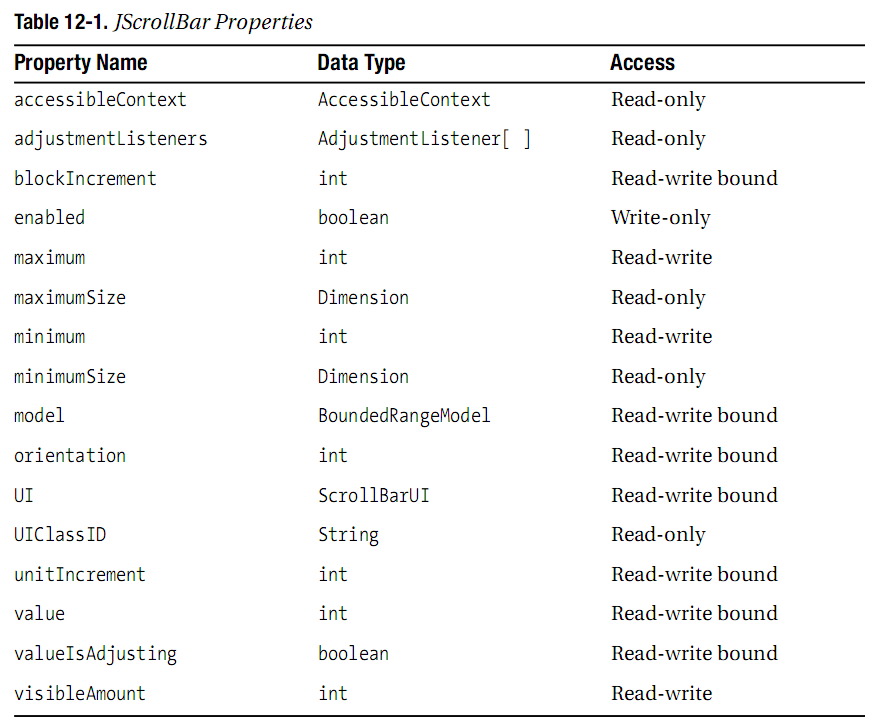 Table 12-1. JScrollBar Properties
Property Name Data Type Access
accessibleContext AccessibleContext Read-only
adjustmentListeners AdjustmentListener[ ] Read-only
blockIncrement int Read-write bound
enabled boolean Write-only
maximum int Read-write
maximumSize Dimension Read-only
minimum int Read-write
minimumSize Dimension Read-only
model BoundedRangeModel Read-write bound
orientation int Read-write bound
UI ScrollBarUI Read-write bound
UIClassID String Read-only
unitIncrement int Read-write bound
value int Read-write bound
valueIsAdjusting boolean Read-write bound
visibleAmount int Read-write